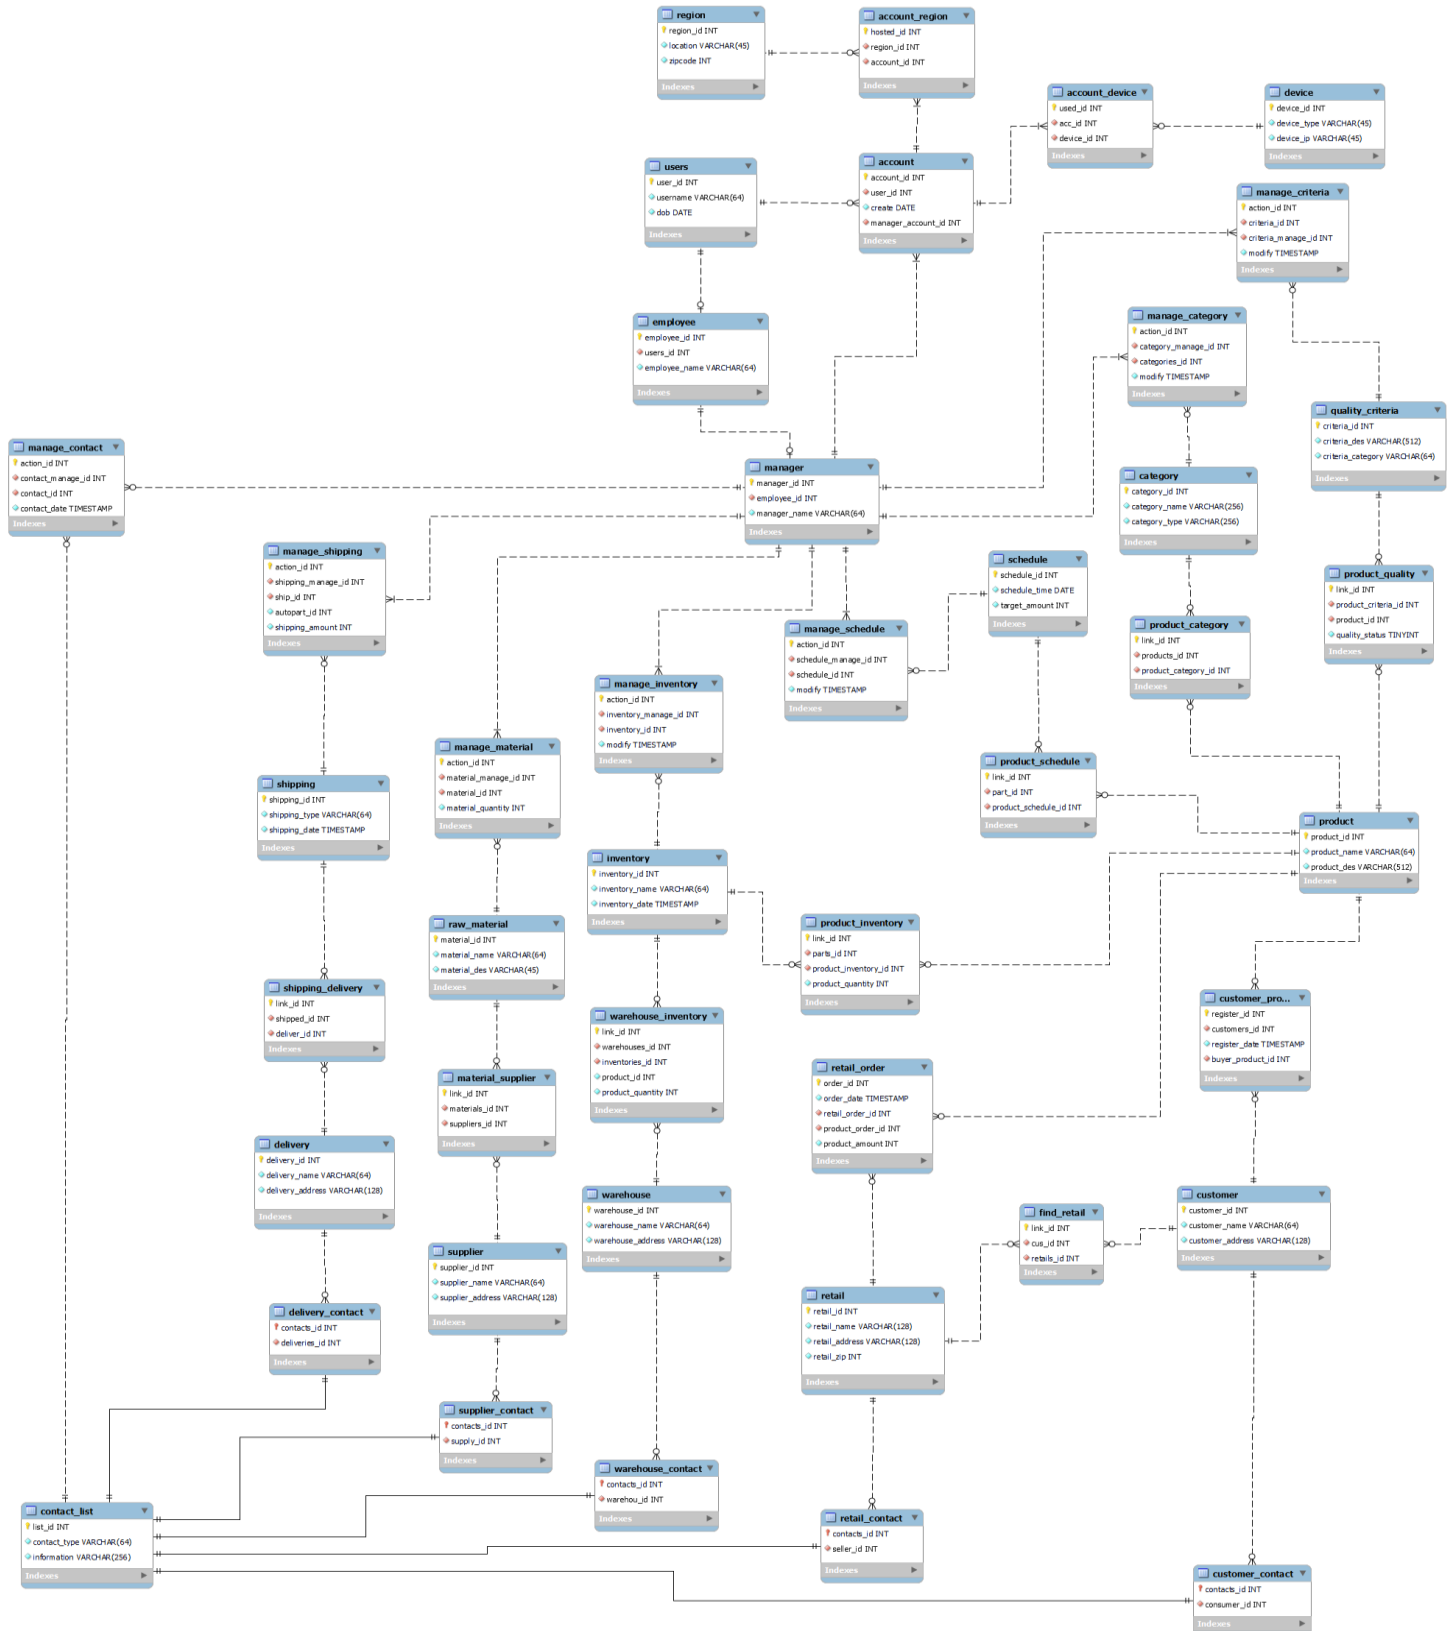 region
region_id INT
location VARCHAR(45)
zipcode INT
Indexes
account_region
hosted_id INT
region_id INT
account_id INT
Indexes
account_device
used_id INT
acc_id INT
device_id INT
Indexes
device
device_id INT
device_type VARCHAR(45)
device_ip VARCHAR(45)
Indexes
users
user_id INT
username VARCHAR(64)
dob DATE
Indexes
account
account_id INT
user_id INT
create DATE
manager_account_id INT
Indexes
manage_criteria
action_id INT
criteria_id INT
criteria_manage_id INT
modify TIMESTAMP
Indexes
employee
employee_id INT
users_id INT
employee_name VARCHAR(64)
Indexes
manage_category
action_id INT
category_manage_id INT
categories_id INT
modify TIMESTAMP
Indexes
quality_criteria
criteria_id INT
criteria_des VARCHAR(512)
criteria_category VARCHAR(64)
Indexes
manage_contact
action_id INT
contact_manage_id INT
contact_id INT
contact_date TIMESTAMP
Indexes
manager
manager_id INT
employee_id INT
manager_name VARCHAR(64)
Indexes
category
category_id INT
category_name VARCHAR(256)
category_type VARCHAR(256)
Indexes
manage_shipping
action_id INT
shipping_manage_id INT
ship_id INT
autopart_id INT
shipping_amount INT
Indexes
schedule
schedule_id INT
schedule_time DATE
target_amount INT
Indexes
product_quality
link_id INT
product_criteria_id INT
product_id INT
quality_status TINYINT
Indexes
manage_schedule
action_id INT
schedule_manage_id INT
schedule_id INT
modify TIMESTAMP
Indexes
product_category
link_id INT
products_id INT
product_category_id INT
Indexes
manage_inventory
action_id INT
inventory_manage_id INT
inventory_id INT
modify TIMESTAMP
Indexes
manage_material
action_id INT
material_manage_id INT
material_id INT
material_quantity INT
Indexes
product_schedule
link_id INT
part_id INT
product_schedule_id INT
Indexes
shipping
shipping_id INT
shipping_type VARCHAR(64)
shipping_date TIMESTAMP
Indexes
product
product_id INT
product_name VARCHAR(64)
product_des VARCHAR(512)
Indexes
inventory
inventory_id INT
inventory_name VARCHAR(64)
inventory_date TIMESTAMP
Indexes
raw_material
material_id INT
material_name VARCHAR(64)
material_des VARCHAR(45)
Indexes
product_inventory
link_id INT
parts_id INT
product_inventory_id INT
product_quantity INT
Indexes
shipping_delivery
link_id INT
shipped_id INT
deliver_id INT
Indexes
customer_pro...
register_id INT
customers_id INT
register_date TIMESTAMP
buyer_product_id INT
Indexes
warehouse_inventory
link_id INT
warehouses_id INT
inventories_id INT
product_id INT
product_quantity INT
Indexes
material_supplier
link_id INT
materials_id INT
suppliers_id INT
Indexes
retail_order
order_id INT
order_date TIMESTAMP
retail_order_id INT
product_order_id INT
product_amount INT
Indexes
delivery
delivery_id INT
delivery_name VARCHAR(64)
delivery_address VARCHAR(128)
Indexes
warehouse
warehouse_id INT
warehouse_name VARCHAR(64)
warehouse_address VARCHAR(128)
Indexes
find_retail
link_id INT
cus_id INT
retails_id INT
Indexes
customer
customer_id INT
customer_name VARCHAR(64)
customer_address VARCHAR(128)
Indexes
supplier
supplier_id INT
supplier_name VARCHAR(64)
supplier_address VARCHAR(128)
Indexes
retail
retail_id INT
retail_name VARCHAR(128)
retail_address VARCHAR(128)
retail_zip INT
Indexes
delivery_contact
contacts_id INT
deliveries_id INT
Indexes
supplier_contact
contacts_id INT
supply_id INT
Indexes
warehouse_contact
contacts_id INT
warehou_id INT
Indexes
contact_list
list_id INT
contact_type VARCHAR(64)
information VARCHAR(256)
Indexes
retail_contact
contacts_id INT
seller_id INT
Indexes
customer_contact
contacts_id INT
consumer_id INT
Indexes